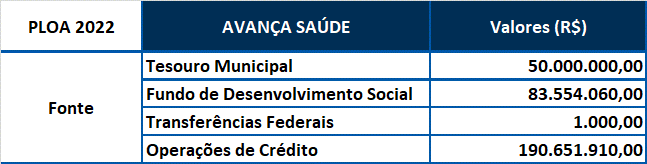 PLOA 2022 AVANÇA SAÚDE Valores (R$)
Fonte
Tesouro Municipal 50.000.000,00
Fundo de Desenvolvimento Social 83.554.060,00
Transferências Federais 1.000,00
Operações de Crédito 190.651.910,00